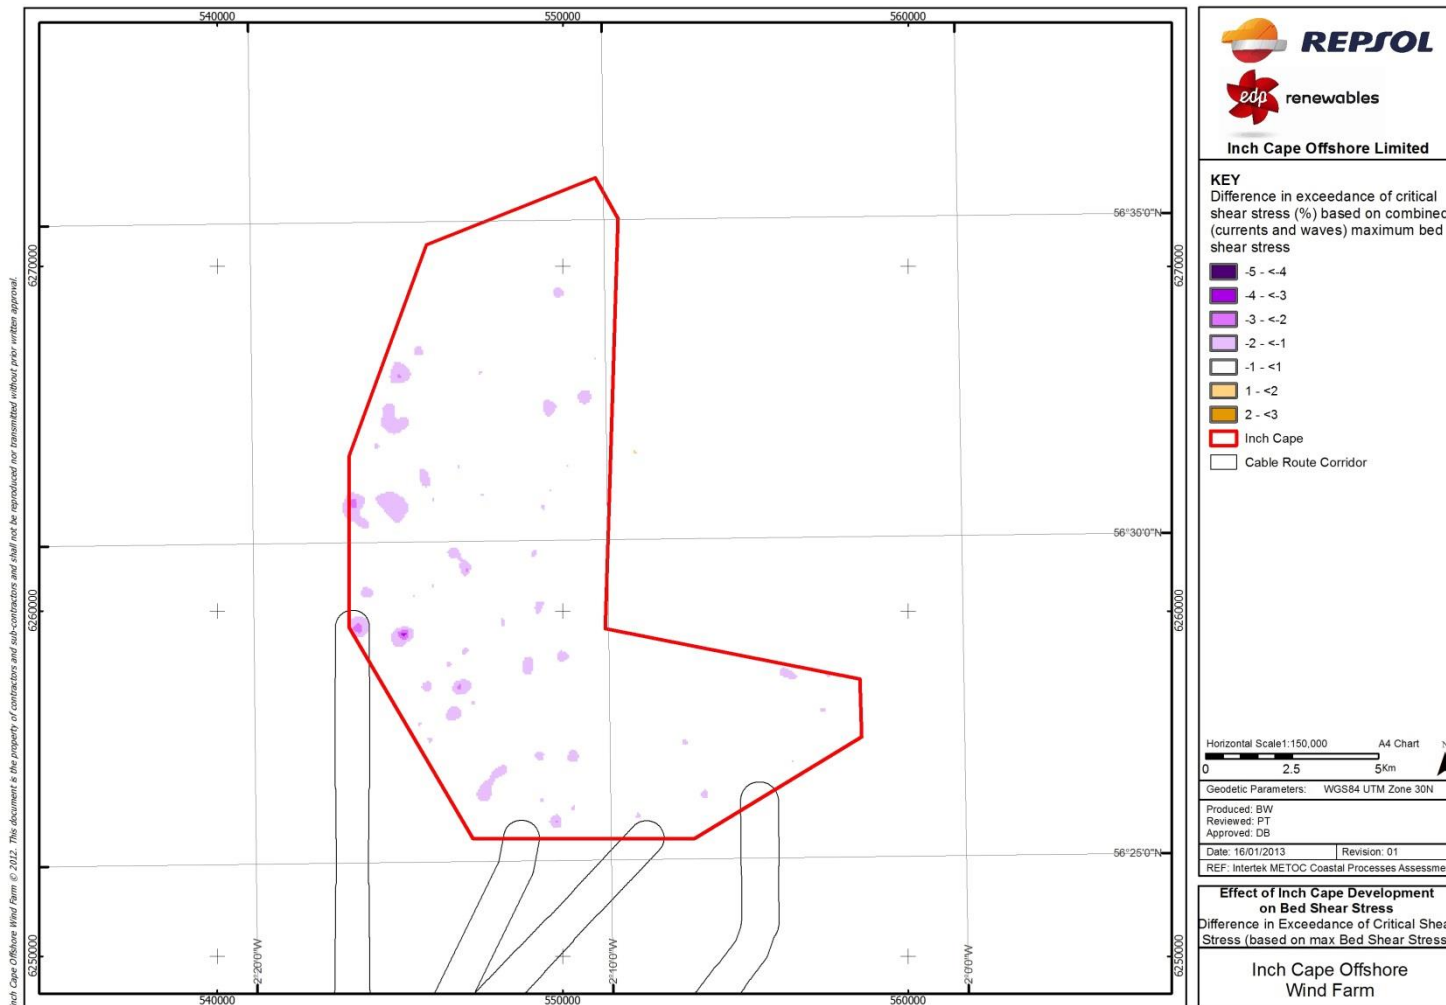 540000
550000
560000
6270000
6260000
6250000
56°35'0"N
56°30'0"N
56°25'0"N
6270000
6260000
6250000
2°20'0"W
2°10'0"W
2°0'0"W
540000
550000
560000
Inch Cape Offshore Wind Farm © 2012. This document is the property of contractors and sub-contractors and shall not be reproduced nor transmitted without prior written approval.
REPSOL
edp renewables
Inch Cape Offshore Limited
KEY
Difference in exceedance of critical
shear stress (%) based on combined
(currents and waves) maximum bed
shear stress
-5 - <-4
-4 - <-3
-3 - <-2
-2 - <-1
-1 - <1
1 - <2
2 - <3
Inch Cape
Cable Route Corridor
Horizontal Scale1:150,000 A4 Chart
0 2.5 5Km
Geodetic Parameters: WGS84 UTM Zone 30N
Produced: BW
Reviewed: PT
Approved: DB
Date: 16/01/2013 Revision: 01
REF: Intertek METOC Coastal Processes Assessme
Effect of Inch Cape Development
on Bed Shear Stress
Difference in Exceedance of Critical Shea
Stress (based on max Bed Shear Stress
Inch Cape Offshore
Wind Farm